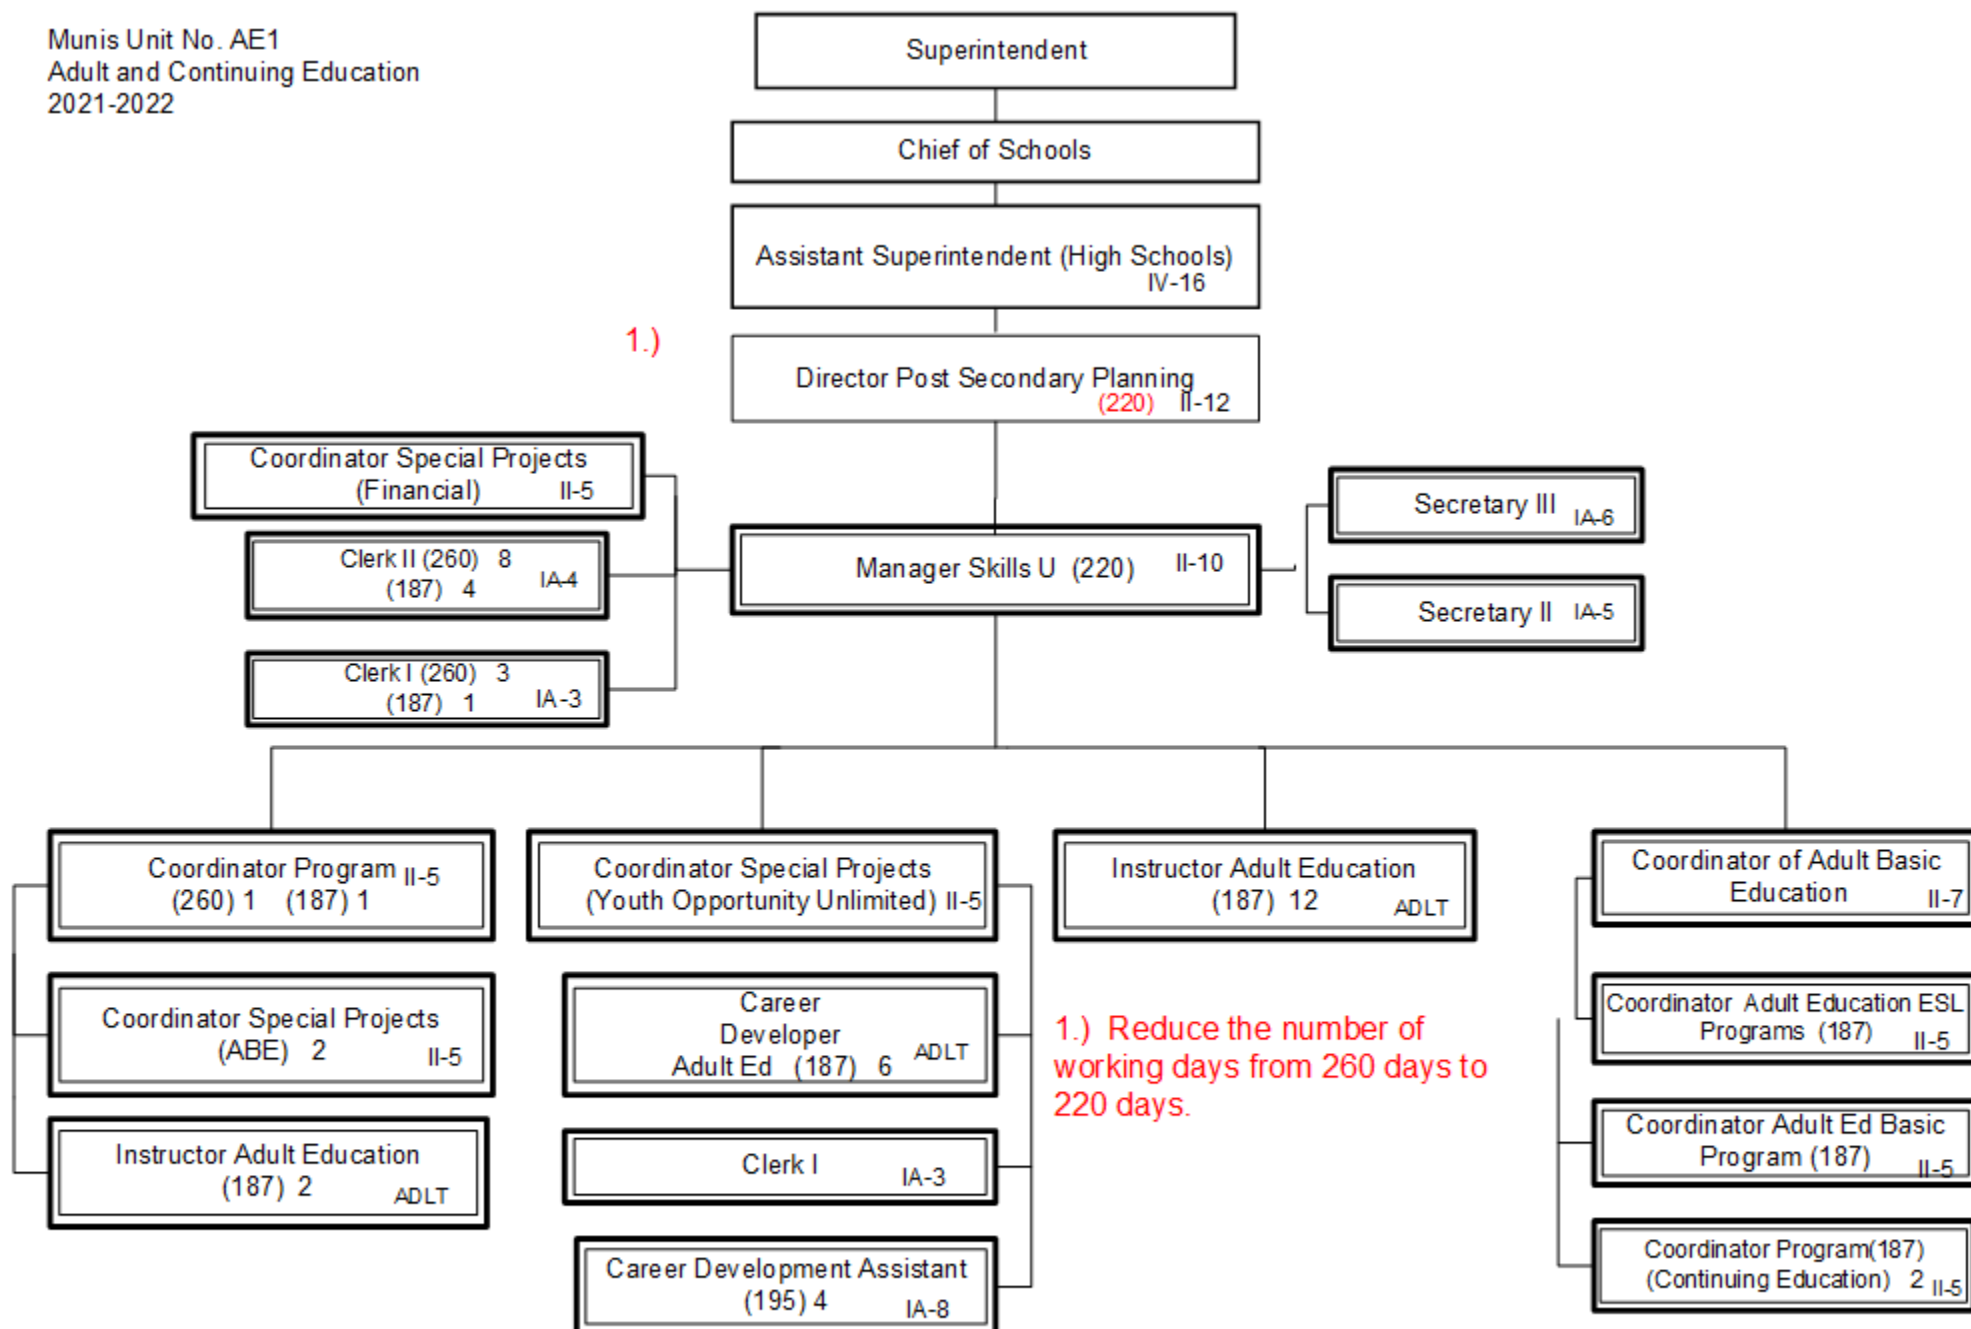 Munis Unit No. AE1
Adult and Continuing Education
2021-2022
Superintendent
Chief of Schools
Assistant Superintendent (High Schools)
IV-16
1.)
Director Post Secondary Planning
(220) II-12
Coordinator Special Projects
(Financial) II-5
Clerk II (260) 8
(187) 4 IA-4
Clerk I (260) 3
(187) 1 IA-3
Manager Skills U (220) II-10
Secretary III IA-6
Secretary II IA-5
Coordinator Program II-5
(260) 1 (187) 1
Coordinator Special Projects
(ABE) 2 II-5
Instructor Adult Education
(187) 2 ADLT
Coordinator Special Projects
(Youth Opportunity Unlimited) II-5
Career
Developer
Adult Ed (187) 6 ADLT
Clerk I IA-3
Career Development Assistant
(195) 4 IA-8
Instructor Adult Education
(187) 12 ADLT
1.) Reduce the number of
working days from 260 days to
220 days.
Coordinator of Adult Basic
Education II-7
Coordinator Adult Education ESL
Programs (187) II-5
Coordinator Adult Ed Basic
Program (187) II-5
Coordinator Program(187)
(Continuing Education) 2 II-5